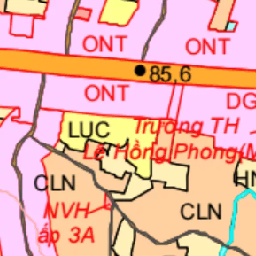 ONT
ONT
85,6
ONT
DG
LUC
Trường TH
Lê Hồng Phong(M
CLN
HN
NVH
CLN
ấp 3A